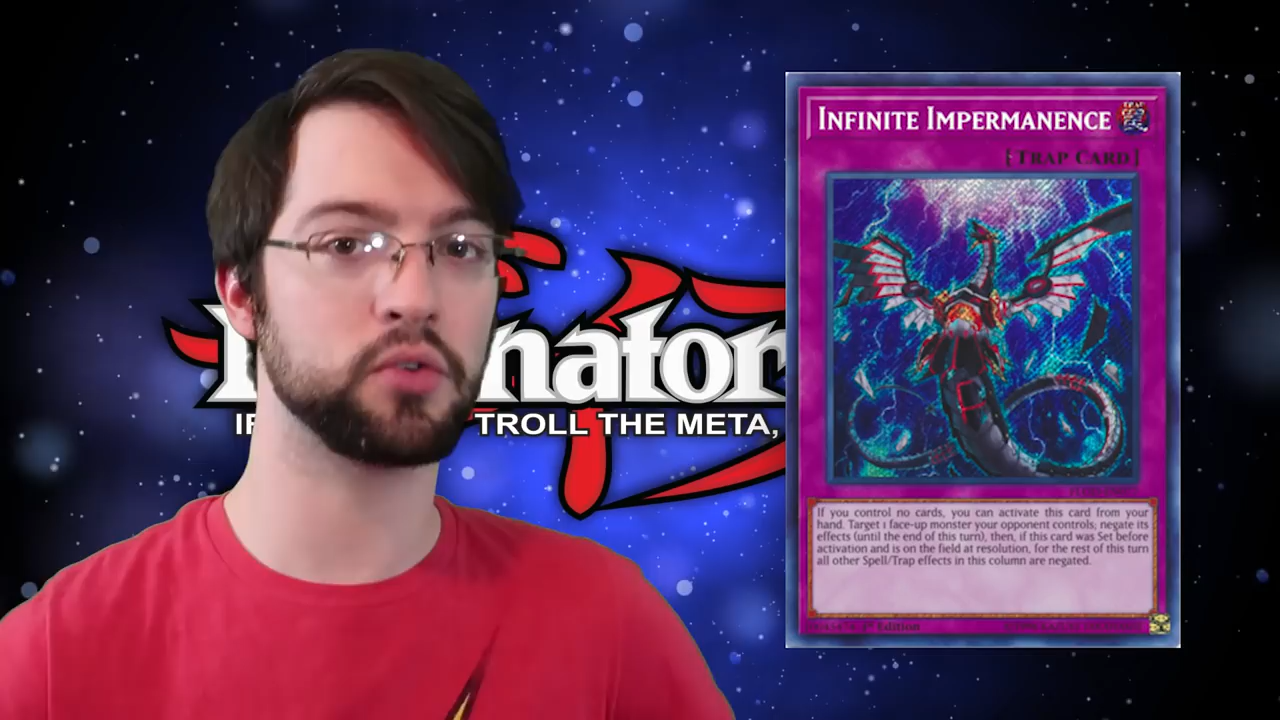 nator
TROLL THE META,
INFINITE IMPERMANENCE
[TRAP CARD]
If you control no cards, you can activate this card from your
hand. Target 1 face-up monster your opponent controls; negate its
effects (until the end of this turn), then, if this card was Set before
activation and is on the field at resolution, for the rest of this turn
all other Spell/Trap effects in this column are negated.
1st Edition